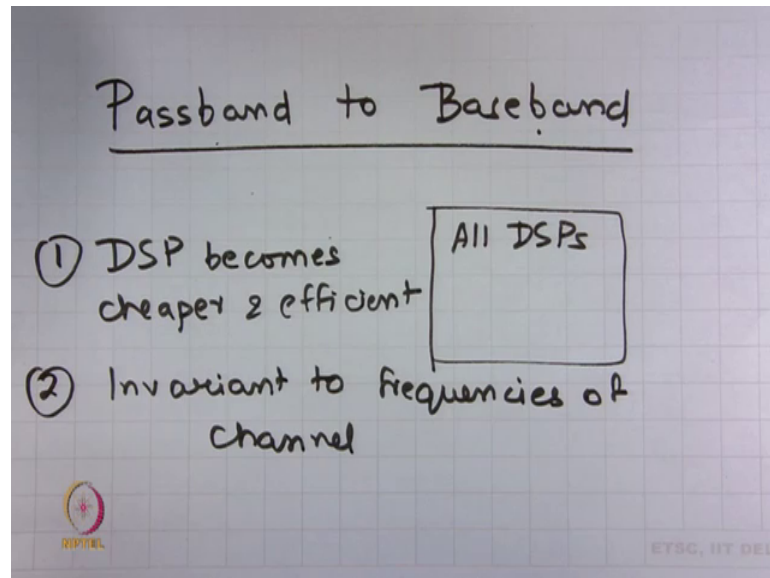 Passband to Baseband
① DSP becomes
cheaper & efficient
All DSPs
② Invariant to frequencies of
channel
NPTEL
ETSC, IIT DEL